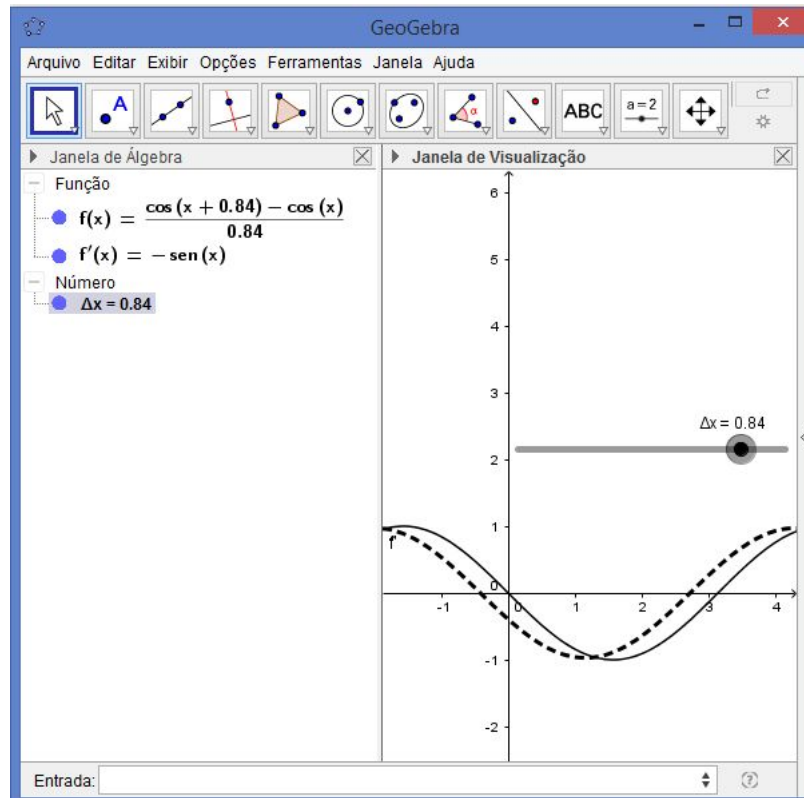 GeoGebra
Arquivo Editar Exibir Opções Ferramentas Janela Ajuda
A
α
ABC
a = 2
Janela de Álgebra
Janela de Visualização
Função
f(x) = (cos (x + 0.84) − cos (x)) / 0.84
f′(x) = − sen (x)
Número
Δx = 0.84
6
5
4
3
Δx = 0.84
2
1
f
0
-1 0 1 2 3 4
-1
-2
Entrada: